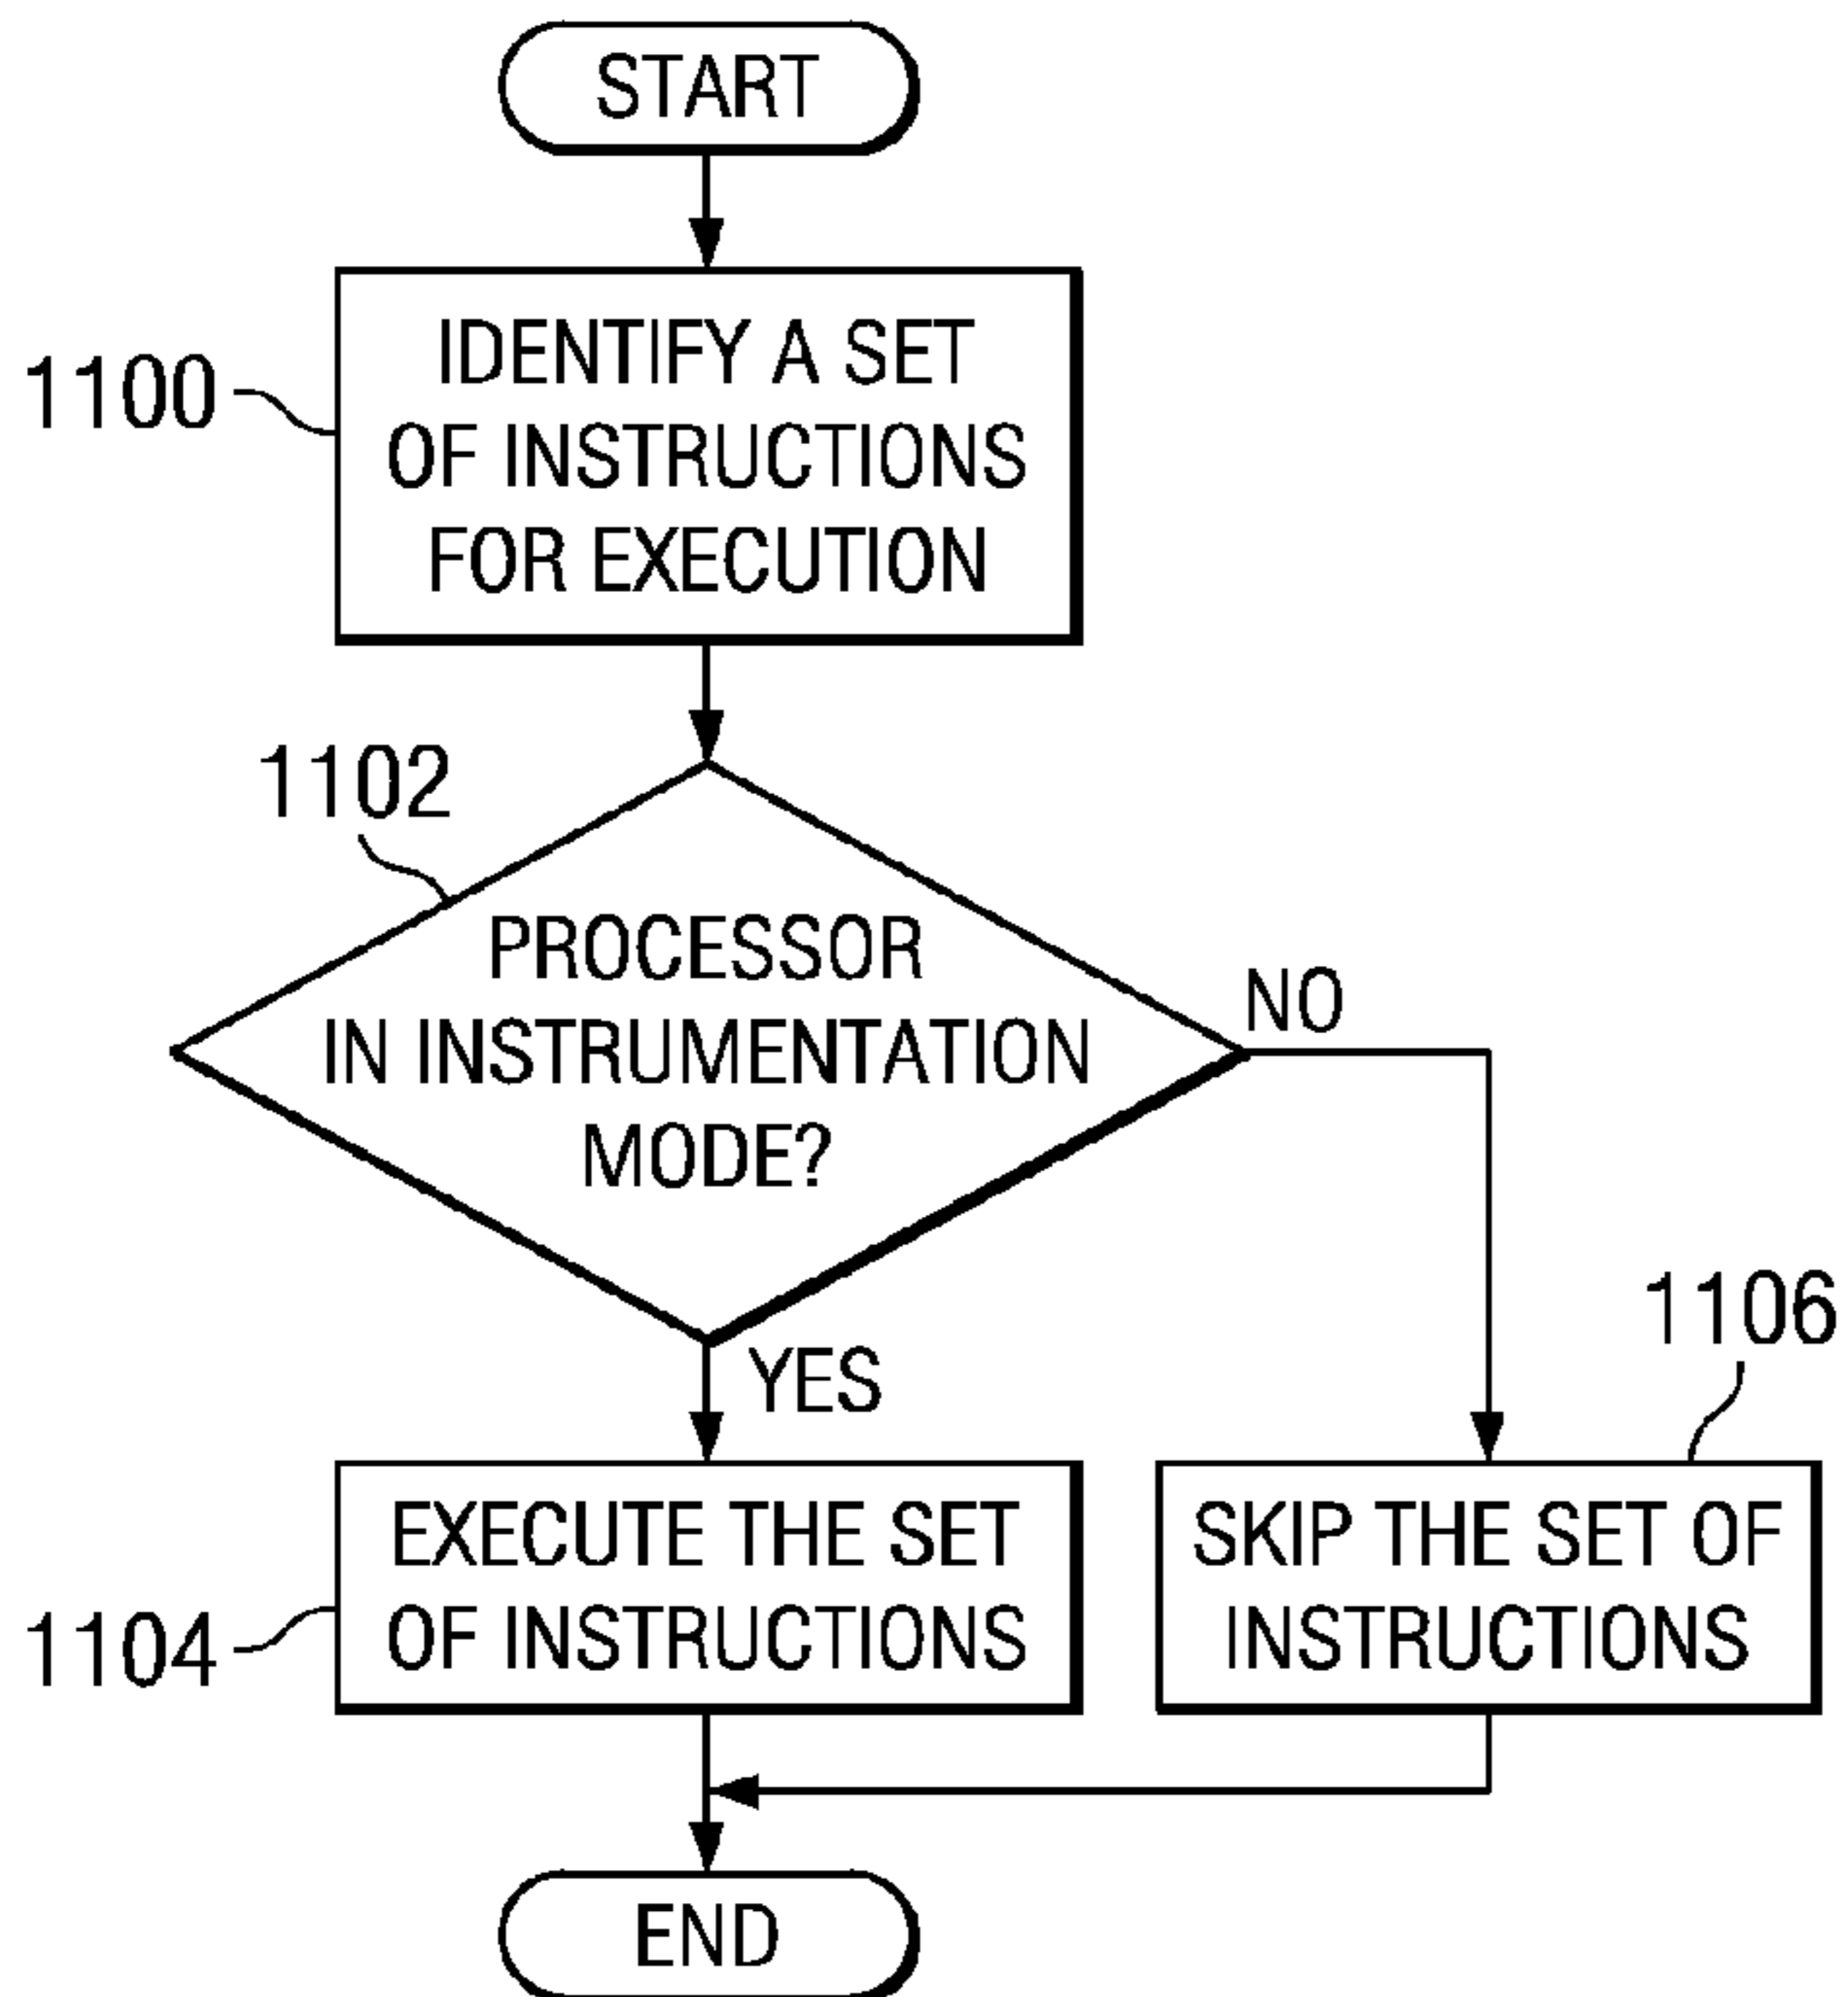 START
1100
IDENTIFY A SET
OF INSTRUCTIONS
FOR EXECUTION
1102
PROCESSOR
IN INSTRUMENTATION
MODE?
NO
YES
1106
EXECUTE THE SET
OF INSTRUCTIONS
1104
SKIP THE SET OF
INSTRUCTIONS
END